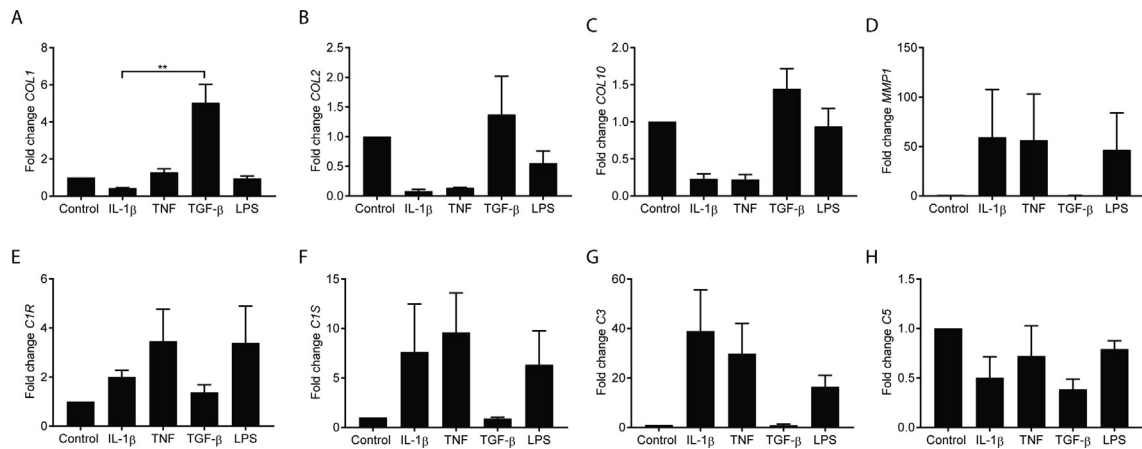 A
Fold change COL1
8
6
4
2
0
**
Control IL-1β TNF TGF-β LPS
B
Fold change COL2
2.5
2.0
1.5
1.0
0.5
0.0
Control IL-1β TNF TGF-β LPS
C
Fold change COL10
2.0
1.5
1.0
0.5
0.0
Control IL-1β TNF TGF-β LPS
D
Fold change MMP1
150
100
50
0
Control IL-1β TNF TGF-β LPS
E
Fold change C1R
6
4
2
0
Control IL-1β TNF TGF-β LPS
F
Fold change C1S
15
10
5
0
Control IL-1β TNF TGF-β LPS
G
Fold change C3
60
40
20
0
Control IL-1β TNF TGF-β LPS
H
Fold change C5
1.5
1.0
0.5
0.0
Control IL-1β TNF TGF-β LPS